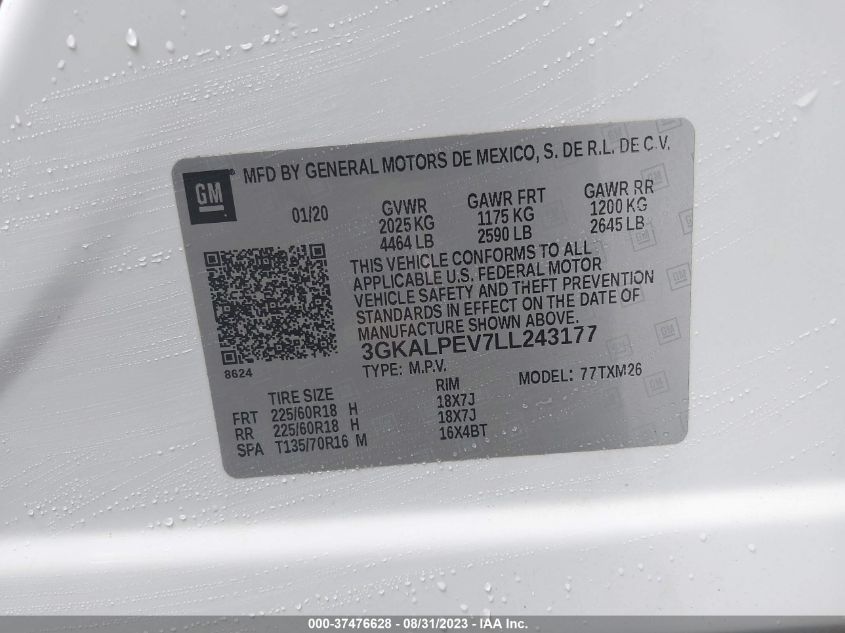 GM
® MFD BY GENERAL MOTORS DE MEXICO, S. DE R.L. DE C.V.
01/20
GVWR GAWR FRT GAWR RR
2025 KG 1175 KG 1200 KG
4464 LB 2590 LB 2645 LB
THIS VEHICLE CONFORMS TO ALL
APPLICABLE U.S. FEDERAL MOTOR
VEHICLE SAFETY AND THEFT PREVENTION
STANDARDS IN EFFECT ON THE DATE OF
MANUFACTURE SHOWN ABOVE.
3GKALPEV7LL243177
8624
TYPE: M.P.V. MODEL: 77TXM26
TIRE SIZE RIM
FRT 225/60R18 H 18X7J
RR 225/60R18 H 18X7J
SPA T135/70R16 M 16X4BT
000-37476628 - 08/31/2023 - IAA Inc.